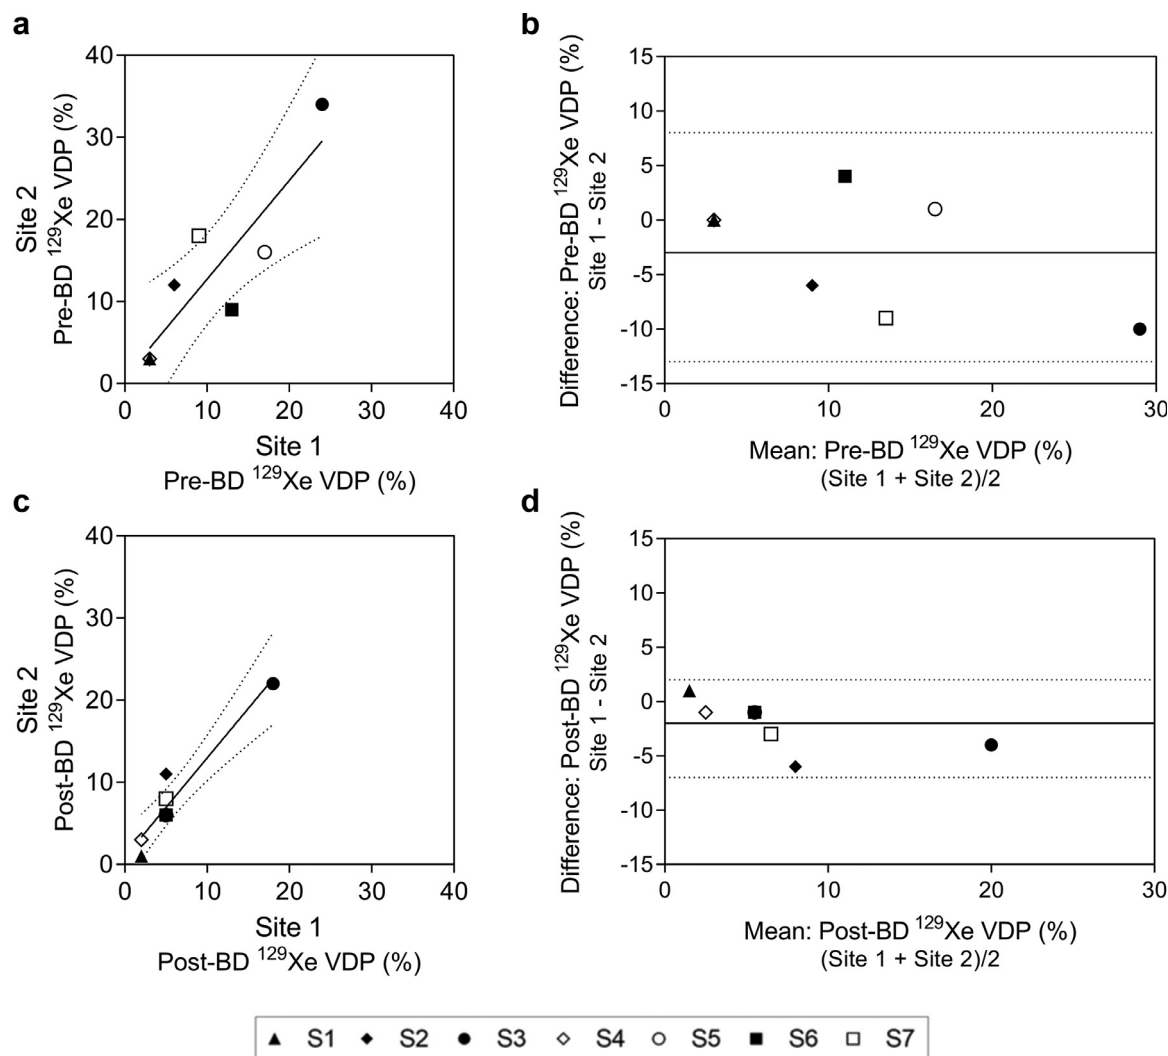 a
40
30
20
10
0
Site 2
Pre-BD ¹²⁹Xe VDP (%)
0 10 20 30 40
Site 1
Pre-BD ¹²⁹Xe VDP (%)
b
15
10
5
0
-5
-10
-15
Difference: Pre-BD ¹²⁹Xe VDP (%)
Site 1 - Site 2
0 10 20 30
Mean: Pre-BD ¹²⁹Xe VDP (%)
(Site 1 + Site 2)/2
c
40
30
20
10
0
Site 2
Post-BD ¹²⁹Xe VDP (%)
0 10 20 30 40
Site 1
Post-BD ¹²⁹Xe VDP (%)
d
15
10
5
0
-5
-10
-15
Difference: Post-BD ¹²⁹Xe VDP (%)
Site 1 - Site 2
0 10 20 30
Mean: Post-BD ¹²⁹Xe VDP (%)
(Site 1 + Site 2)/2
S1 S2 S3 S4 S5 S6 S7